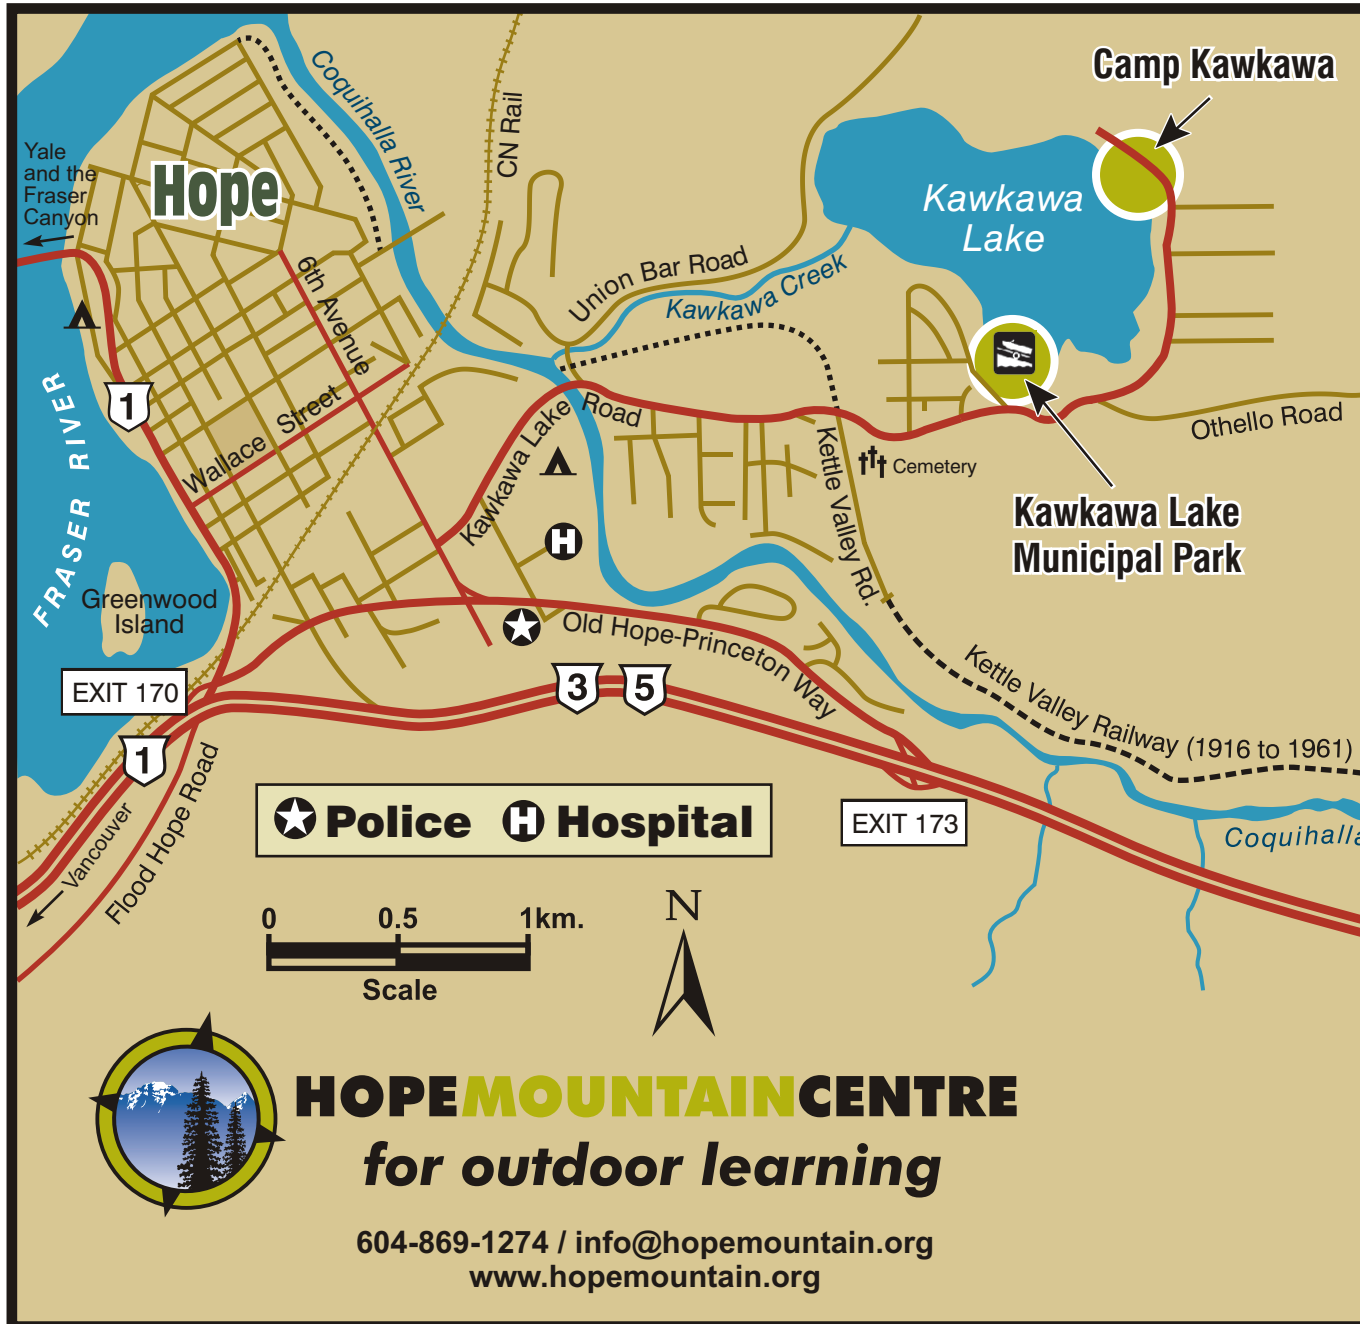 Camp Kawkawa
Coquihalla River
CN Rail
Yale
and the
Fraser
Canyon
Hope
Kawkawa
Lake
6th Avenue
Union Bar Road
Kawkawa Creek
1
FRASER RIVER
Wallace Street
Kawkawa Lake Road
Othello Road
Kettle Valley Rd.
Cemetery
Kawkawa Lake
Municipal Park
H
Greenwood
Island
Old Hope-Princeton Way
EXIT 170
3
5
Kettle Valley Railway (1916 to 1961)
1
Flood Hope Road
Vancouver
Police
H Hospital
EXIT 173
Coquihalla
0 0.5 1km.
Scale
N
HOPEMOUNTAINCENTRE
for outdoor learning
604-869-1274 / info@hopemountain.org
www.hopemountain.org